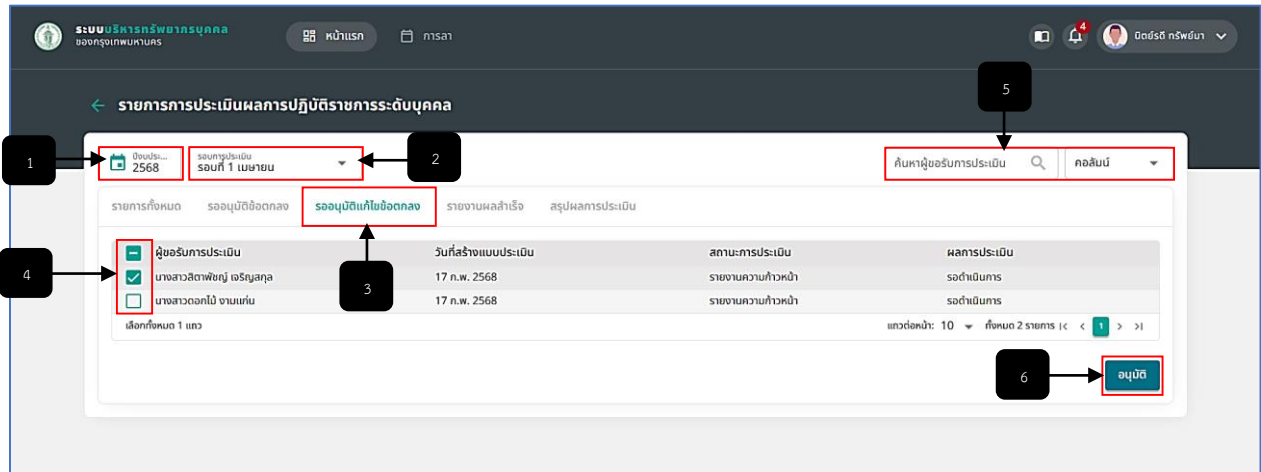 ระบบบริหารทรัพยากรบุคคล
ของกรุงเทพมหานคร
หน้าแรก
การลา
4
นิตย์รตี ทรัพย์มา
รายการการประเมินผลการปฏิบัติราชการระดับบุคคล
5
1
ปีงบประ...
2568
รอบการประเมิน
รอบที่ 1 เมษายน
2
ค้นหาผู้ขอรับการประเมิน
คอลัมน์
รายการทั้งหมด รออนุมัติข้อตกลง รออนุมัติแก้ไขข้อตกลง รายงานผลสำเร็จ สรุปผลการประเมิน
ผู้ขอรับการประเมิน วันที่สร้างแบบประเมิน สถานะการประเมิน ผลการประเมิน
4
นางสาวสิตาพัชญ์ เจริญสกุล 17 ก.พ. 2568 รายงานความก้าวหน้า รอดำเนินการ
3
นางสาวดอกไม้ งามแก่น 17 ก.พ. 2568 รายงานความก้าวหน้า รอดำเนินการ
เลือกทั้งหมด 1 แถว แถวต่อหน้า: 10 ทั้งหมด 2 รายการ 1
6
อนุมัติ